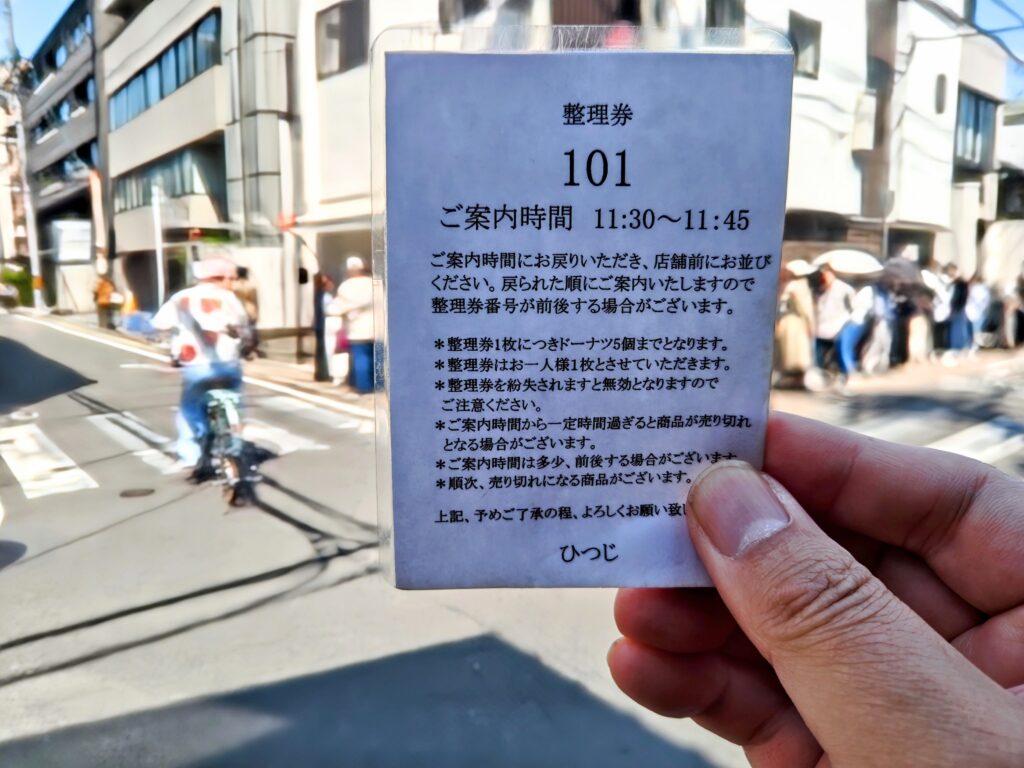 整理券
101
ご案内時間 11:30～11:45
ご案内時間にお戻りいただき、店舗前にお並び
ください。戻られた順にご案内いたしますので
整理券番号が前後する場合がございます。
＊整理券1枚につきドーナツ5個までとなります。
＊整理券はお一人様1枚とさせていただきます。
＊整理券を紛失されますと無効となりますので
ご注意ください。
＊ご案内時間から一定時間過ぎると商品が売り切れ
となる場合がございます。
＊ご案内時間は多少、前後する場合がございます
＊順次、売り切れになる商品がございます。
上記、予めご了承の程、よろしくお願い致し
ひつじ